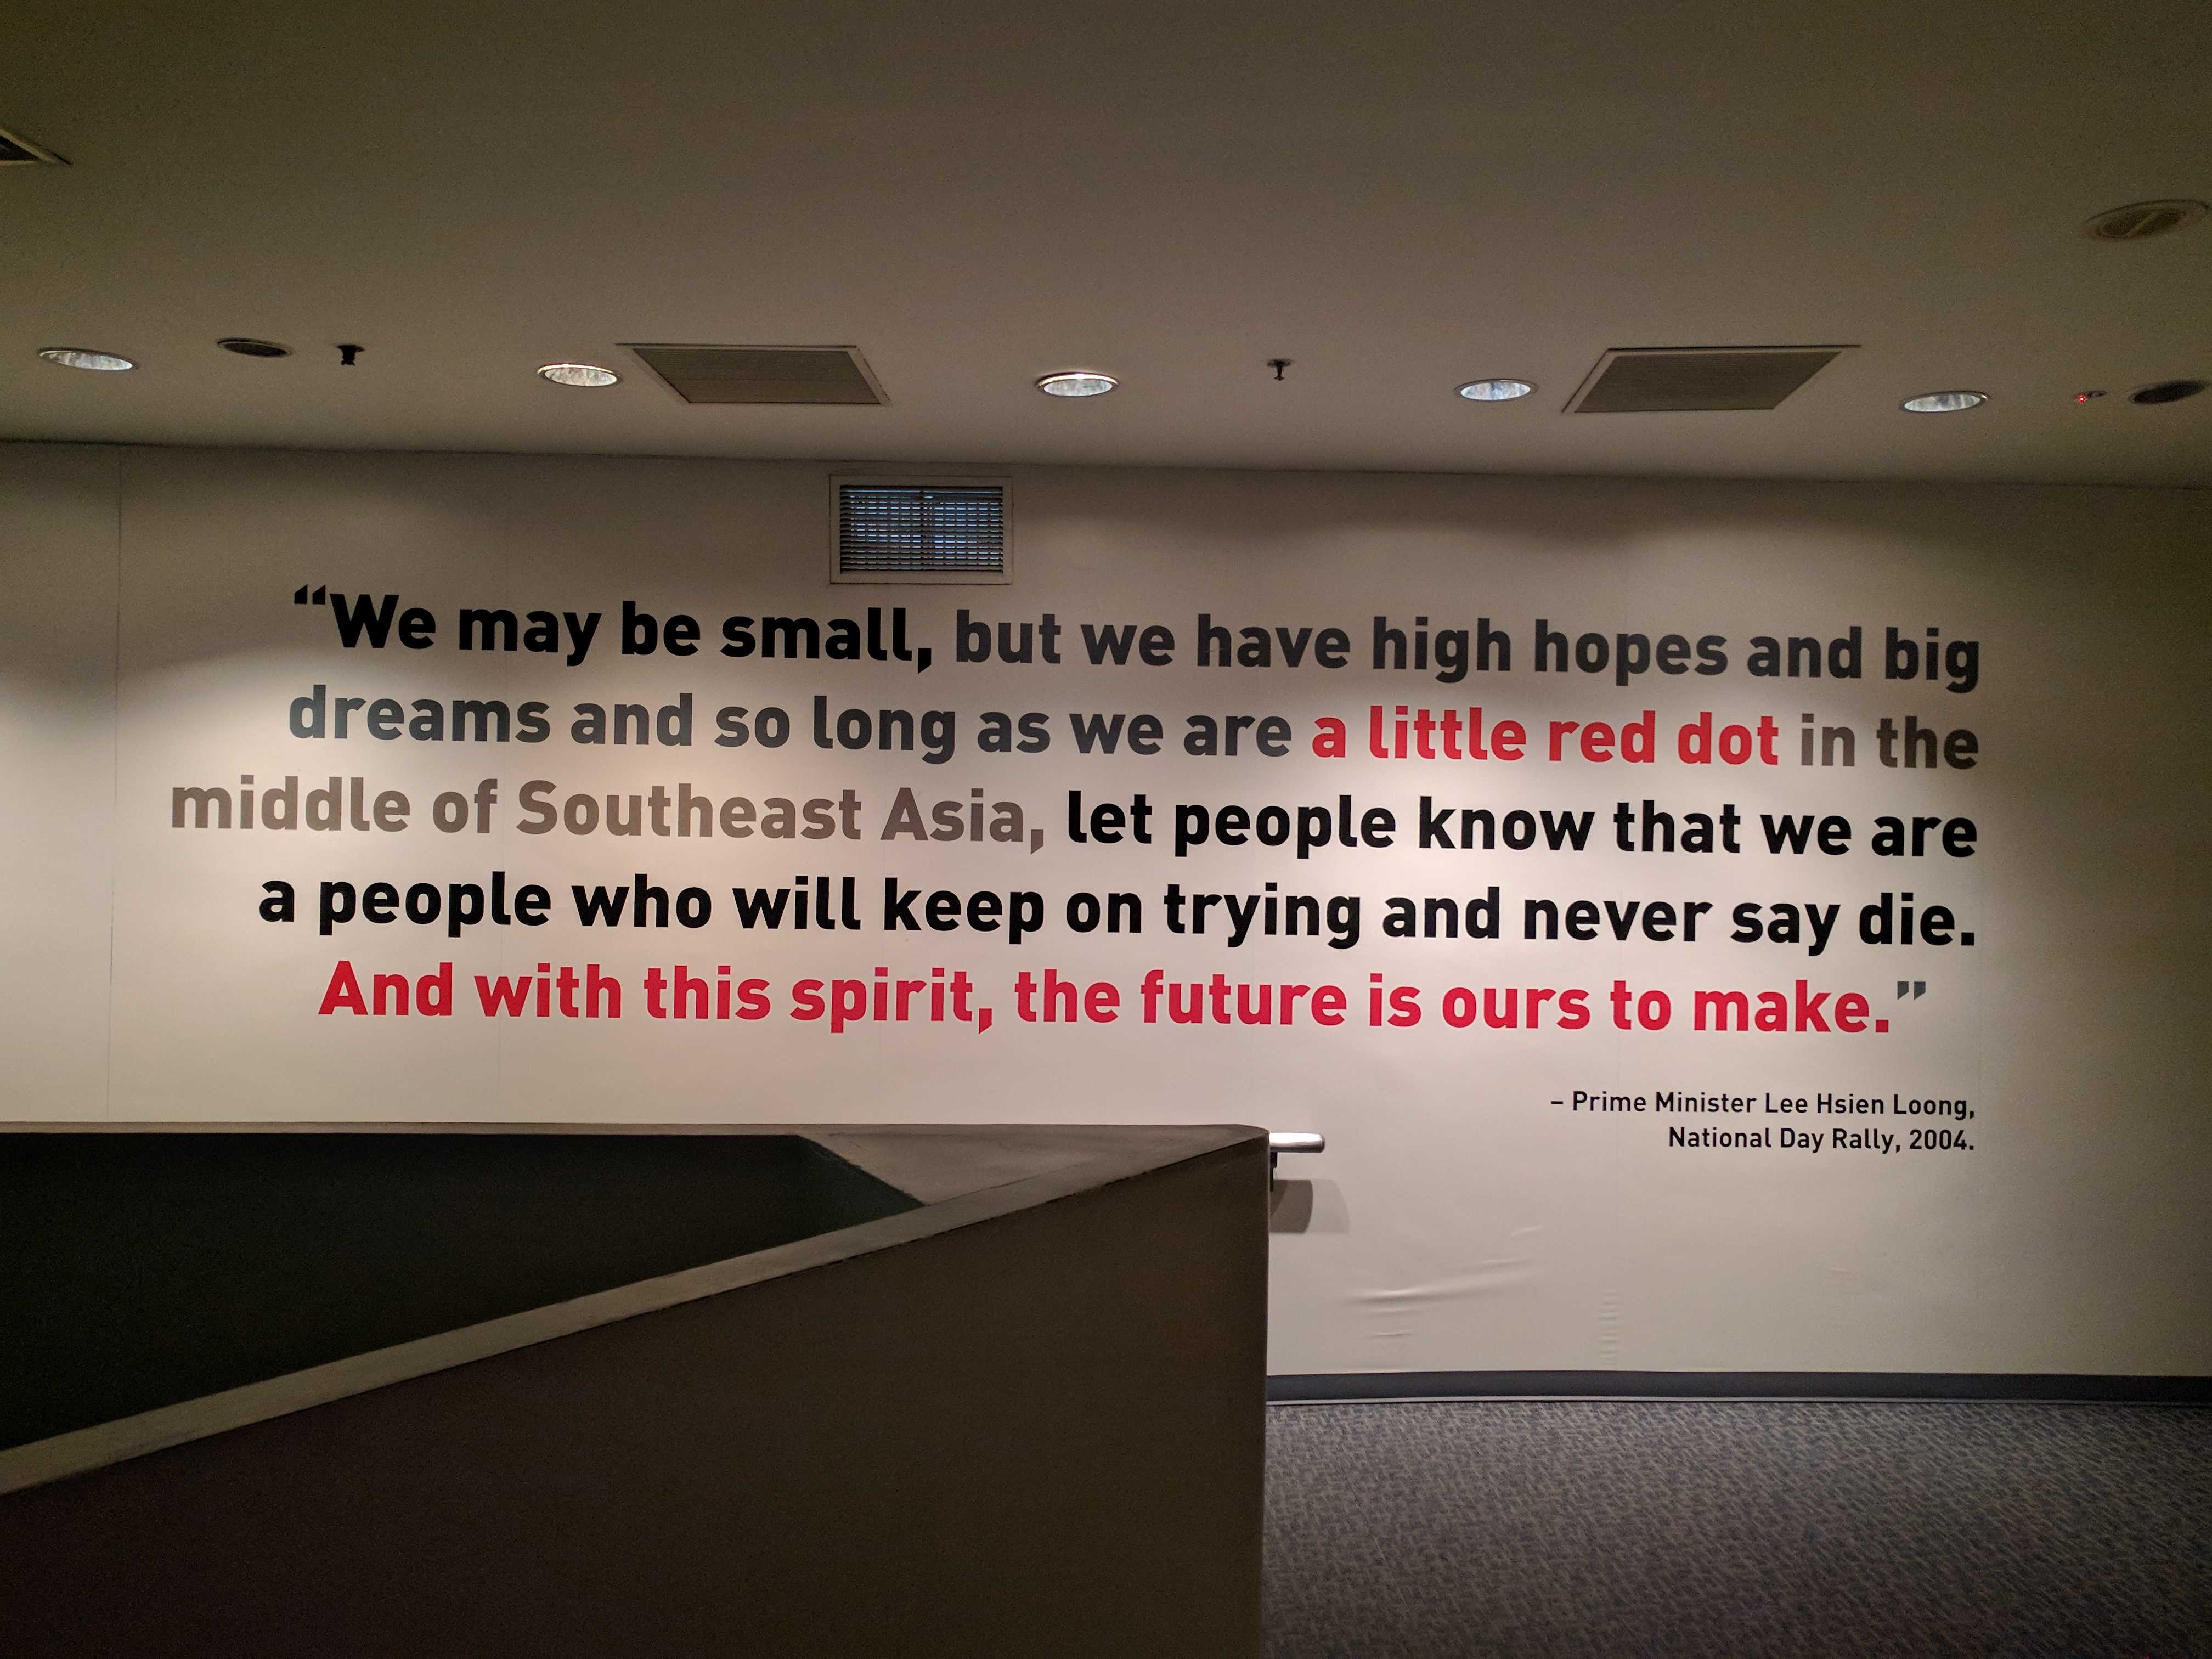 “We may be small, but we have high hopes and big
dreams and so long as we are a little red dot in the
middle of Southeast Asia, let people know that we are
a people who will keep on trying and never say die.
And with this spirit, the future is ours to make.”
– Prime Minister Lee Hsien Loong,
National Day Rally, 2004.